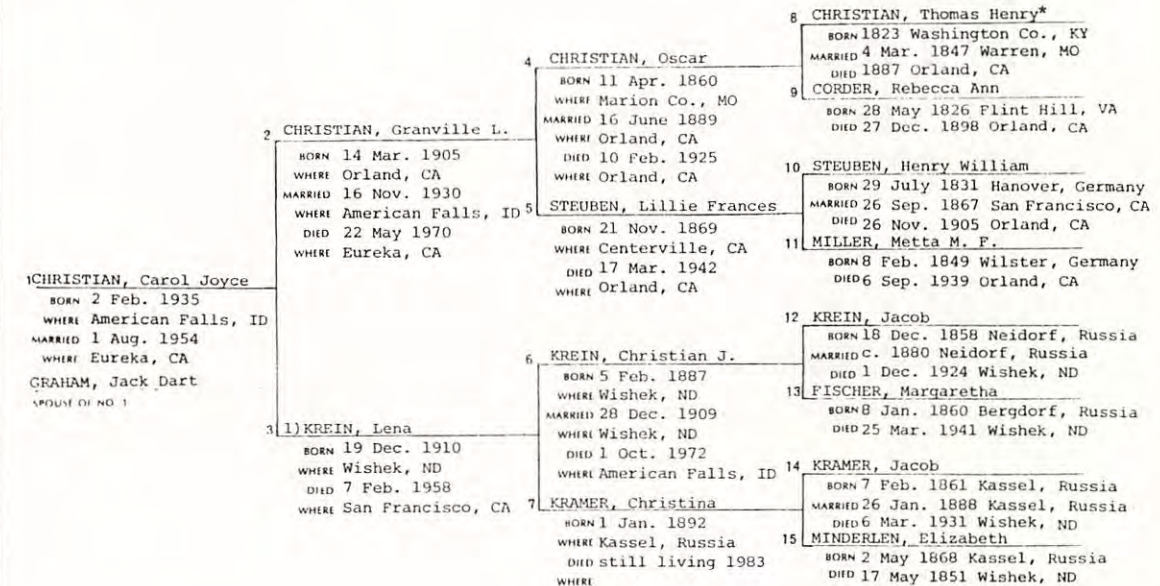 1 CHRISTIAN, Carol Joyce
BORN 2 Feb. 1935
WHERE American Falls, ID
MARRIED 1 Aug. 1954
WHERE Eureka, CA
GRAHAM, Jack Dart
SPOUSE OF NO. 1
2 CHRISTIAN, Granville L.
BORN 14 Mar. 1905
WHERE Orland, CA
MARRIED 16 Nov. 1930
WHERE American Falls, ID
DIED 22 May 1970
WHERE Eureka, CA
3 1) KREIN, Lena
BORN 19 Dec. 1910
WHERE Wishek, ND
DIED 7 Feb. 1958
WHERE San Francisco, CA
4 CHRISTIAN, Oscar
BORN 11 Apr. 1860
WHERE Marion Co., MO
MARRIED 16 June 1889
WHERE Orland, CA
DIED 10 Feb. 1925
WHERE Orland, CA
5 STEUBEN, Lillie Frances
BORN 21 Nov. 1869
WHERE Centerville, CA
DIED 17 Mar. 1942
WHERE Orland, CA
6 KREIN, Christian J.
BORN 5 Feb. 1887
WHERE Wishek, ND
MARRIED 28 Dec. 1909
WHERE Wishek, ND
DIED 1 Oct. 1972
WHERE American Falls, ID
7 KRAMER, Christina
BORN 1 Jan. 1892
WHERE Kassel, Russia
DIED still living 1983
WHERE
8 CHRISTIAN, Thomas Henry*
BORN 1823 Washington Co., KY
MARRIED 4 Mar. 1847 Warren, MO
DIED 1887 Orland, CA
9 CORDER, Rebecca Ann
BORN 28 May 1826 Flint Hill, VA
DIED 27 Dec. 1898 Orland, CA
10 STEUBEN, Henry William
BORN 29 July 1831 Hanover, Germany
MARRIED 26 Sep. 1867 San Francisco, CA
DIED 26 Nov. 1905 Orland, CA
11 MILLER, Metta M. F.
BORN 8 Feb. 1849 Wilster, Germany
DIED 6 Sep. 1939 Orland, CA
12 KREIN, Jacob
BORN 18 Dec. 1858 Neidorf, Russia
MARRIED c. 1880 Neidorf, Russia
DIED 1 Dec. 1924 Wishek, ND
13 FISCHER, Margaretha
BORN 8 Jan. 1860 Bergdorf, Russia
DIED 25 Mar. 1941 Wishek, ND
14 KRAMER, Jacob
BORN 7 Feb. 1861 Kassel, Russia
MARRIED 26 Jan. 1888 Kassel, Russia
DIED 6 Mar. 1931 Wishek, ND
15 MINDERLEN, Elizabeth
BORN 2 May 1868 Kassel, Russia
DIED 17 May 1851 Wishek, ND